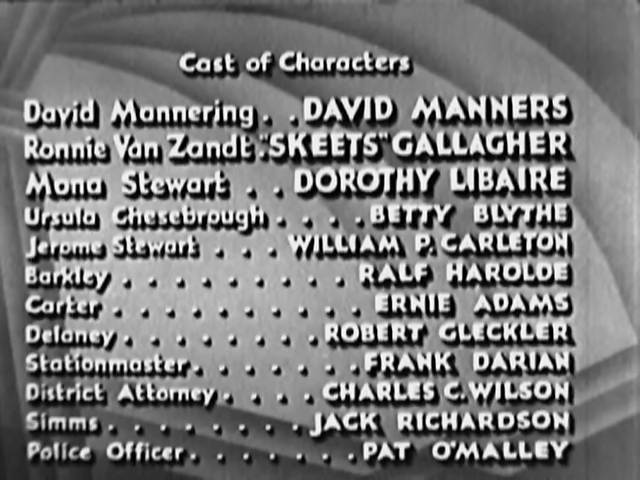 Cast of Characters
David Mannering . . DAVID MANNERS
Ronnie Van Zandt . "SKEETS" GALLAGHER
Mona Stewart . . DOROTHY LIBAIRE
Ursula Chesebrough . . . . BETTY BLYTHE
Jerome Stewart . . . WILLIAM P. CARLETON
Barkley . . . . . . . . . RALF HAROLDE
Carter . . . . . . . . . . ERNIE ADAMS
Delaney . . . . . . . . ROBERT GLECKLER
Stationmaster . . . . . . . FRANK DARIAN
District Attorney . . . . CHARLES C. WILSON
Simms . . . . . . . . JACK RICHARDSON
Police Officer . . . . . . . PAT O'MALLEY